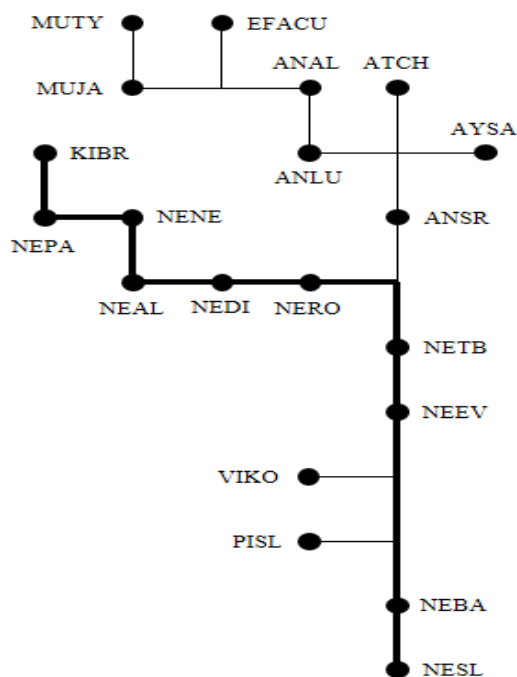 MUTY
EFACU
MUJA
ANAL
ATCH
AYSA
KIBR
ANLU
NEPA
NENE
ANSR
NEAL
NEDI
NERO
NETB
NEEV
VIKO
PISL
NEBA
NESL